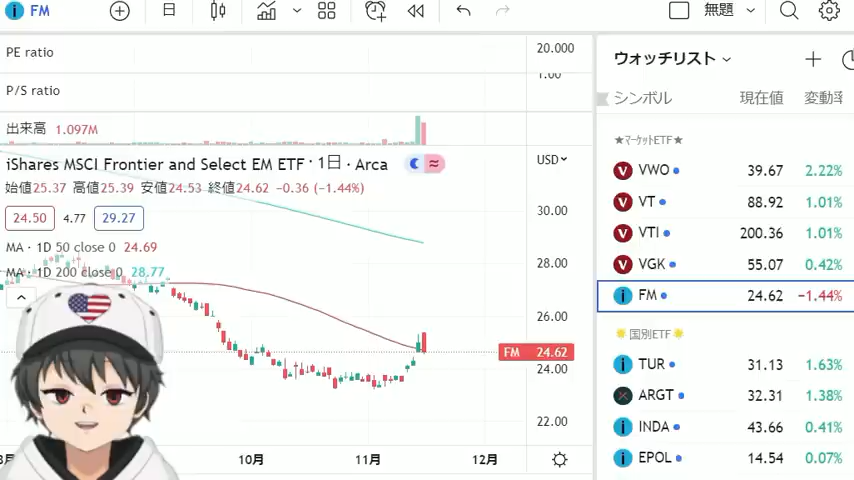 FM
日
無題
PE ratio
20.000
1.00
P/S ratio
出来高 1.097M
iShares MSCI Frontier and Select EM ETF · 1日 · Arca
始値25.37 高値25.39 安値24.53 終値24.62 −0.36 (−1.44%)
24.50 4.77 29.27
MA · 1D 50 close 0 24.69
MA · 1D 200 close 0 28.77
USD
30.00
28.00
26.00
FM 24.62
24.00
22.00
10月 11月 12月
ウォッチリスト
シンボル 現在値 変動率
★マーケットETF★
VWO 39.67 2.22%
VT 88.92 1.01%
VTI 200.36 1.01%
VGK 55.07 0.42%
FM 24.62 −1.44%
国別ETF
TUR 31.13 1.63%
ARGT 32.31 1.38%
INDA 43.66 0.41%
EPOL 14.54 0.07%